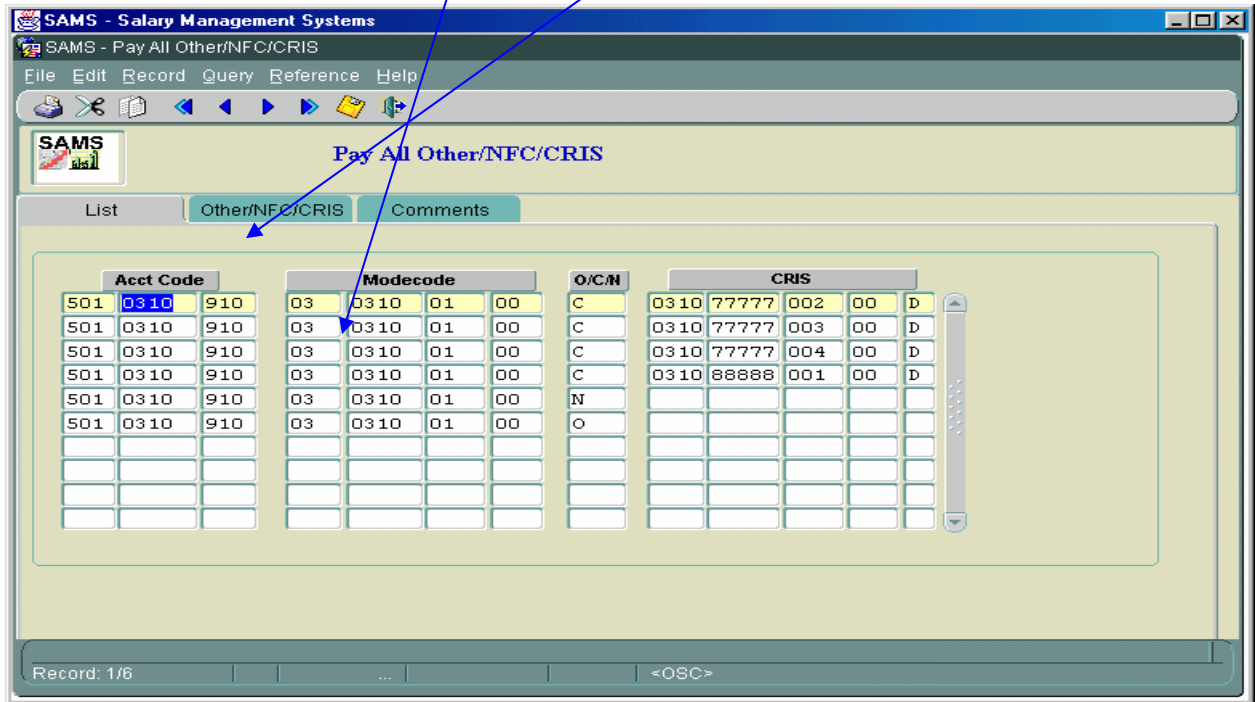 SAMS - Salary Management Systems
SAMS - Pay All Other/NFC/CRIS
File Edit Record Query Reference Help
SAMS
Pay All Other/NFC/CRIS
List Other/NFC/CRIS Comments
Acct Code Modecode O/C/N CRIS
501 0310 910 03 0310 01 00 C 0310 77777 002 00 D
501 0310 910 03 0310 01 00 C 0310 77777 003 00 D
501 0310 910 03 0310 01 00 C 0310 77777 004 00 D
501 0310 910 03 0310 01 00 C 0310 88888 001 00 D
501 0310 910 03 0310 01 00 N
501 0310 910 03 0310 01 00 O
Record: 1/6 ... <OSC>